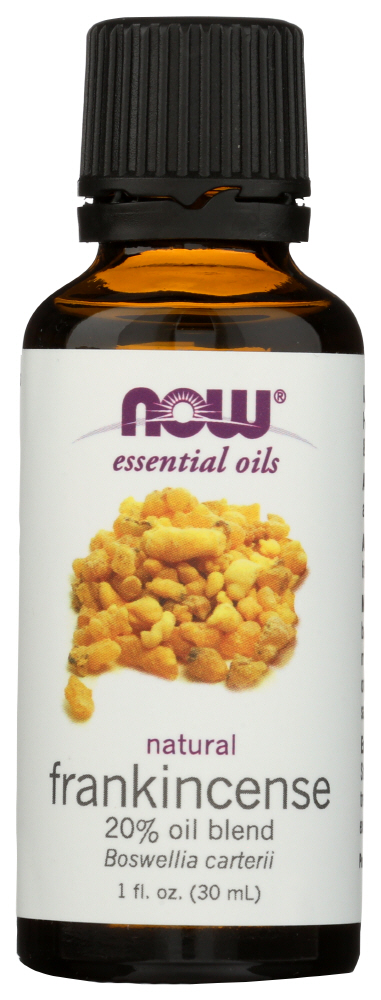 NOW®
essential oils
natural
frankincense
20% oil blend
Boswellia carterii
1 fl. oz. (30 mL)